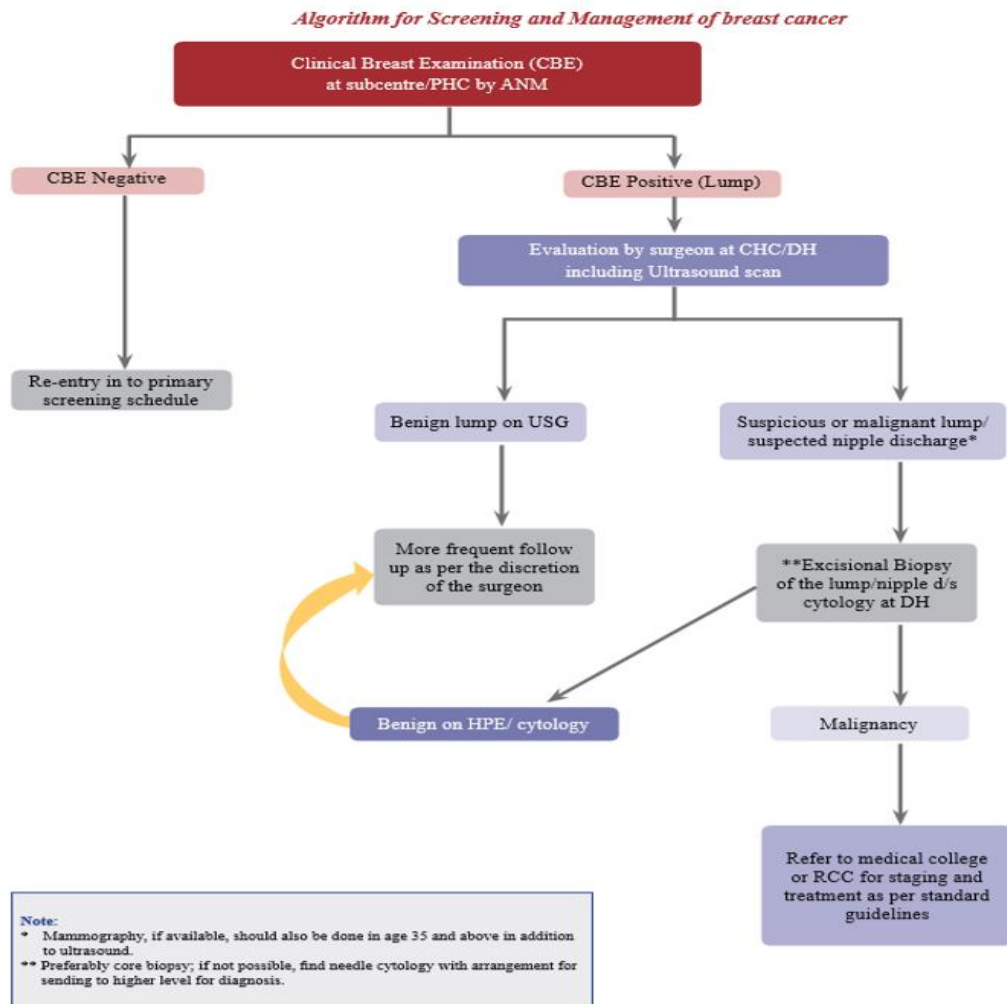 Algorithm for Screening and Management of breast cancer
Clinical Breast Examination (CBE)
at subcentre/PHC by ANM
CBE Negative
CBE Positive (Lump)
Evaluation by surgeon at CHC/DH
including Ultrasound scan
Re-entry in to primary
screening schedule
Benign lump on USG
Suspicious or malignant lump/
suspected nipple discharge*
More frequent follow
up as per the discretion
of the surgeon
**Excisional Biopsy
of the lump/nipple d/s
cytology at DH
Benign on HPE/ cytology
Malignancy
Refer to medical college
or RCC for staging and
treatment as per standard
guidelines
Note:
* Mammography, if available, should also be done in age 35 and above in addition
to ultrasound.
** Preferably core biopsy; if not possible, find needle cytology with arrangement for
sending to higher level for diagnosis.